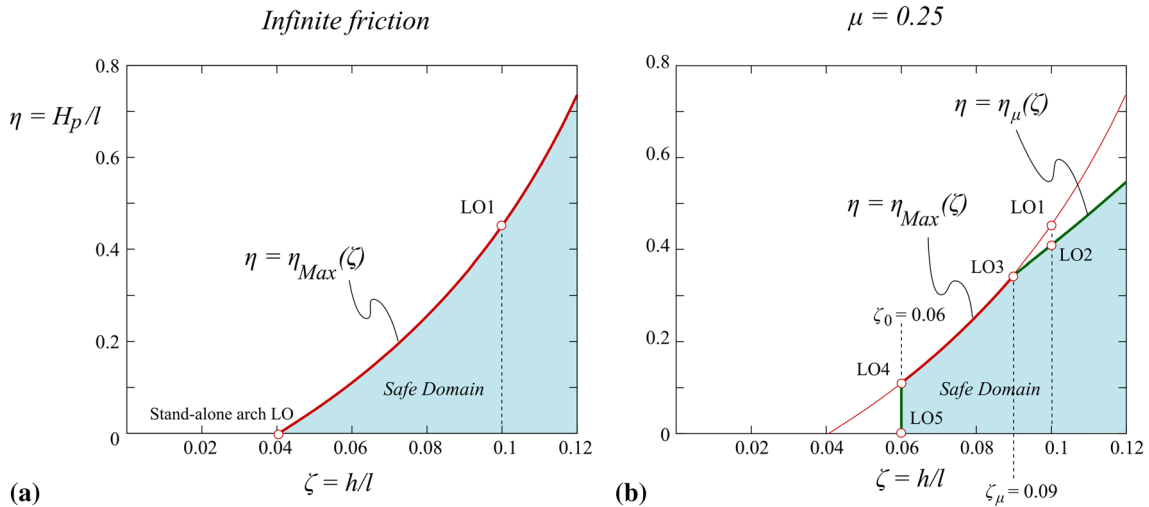 Infinite friction
0.8
η = H_p/l
0.6
LO1
0.4
η = η_Max(ζ)
0.2
Safe Domain
Stand-alone arch LO
0
0.02
0.04
0.06
0.08
0.1
0.12
(a)
ζ = h/l
μ = 0.25
0.8
η = η_μ(ζ)
0.6
η = η_Max(ζ)
LO1
0.4
LO3
LO2
ζ_0 = 0.06
0.2
LO4
Safe Domain
LO5
0
0.02
0.04
0.06
0.08
0.1
0.12
(b)
ζ = h/l
ζ_μ = 0.09